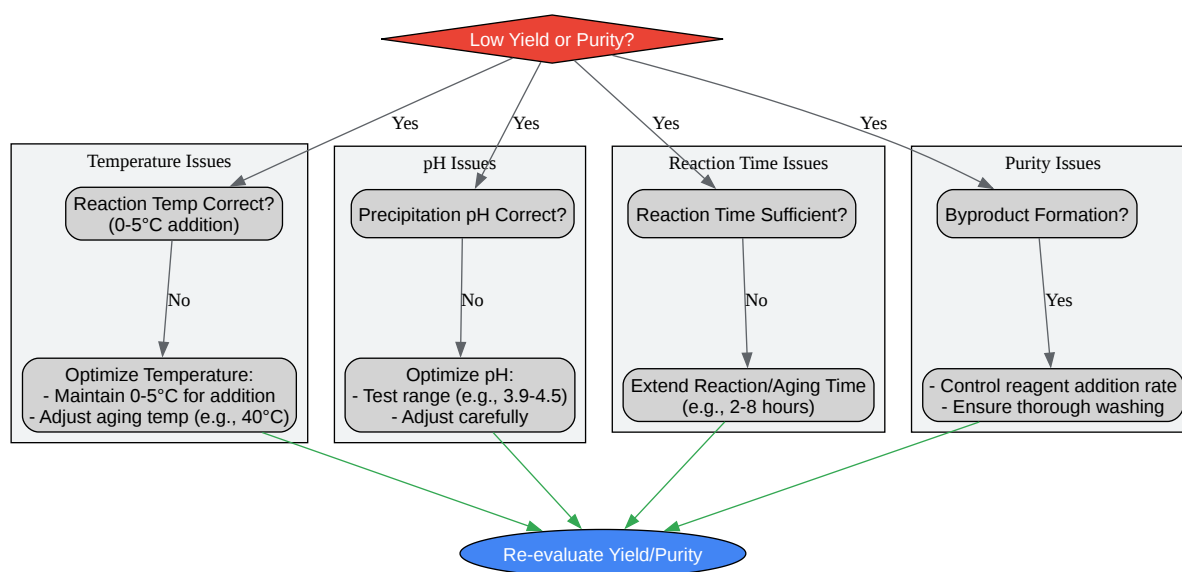 Low Yield or Purity?
Yes
Yes
Yes
Yes
Temperature Issues
pH Issues
Reaction Time Issues
Purity Issues
Reaction Temp Correct?
(0-5°C addition)
Precipitation pH Correct?
Reaction Time Sufficient?
Byproduct Formation?
No
No
No
Yes
Optimize Temperature:
- Maintain 0-5°C for addition
- Adjust aging temp (e.g., 40°C)
Optimize pH:
- Test range (e.g., 3.9-4.5)
- Adjust carefully
Extend Reaction/Aging Time
(e.g., 2-8 hours)
- Control reagent addition rate
- Ensure thorough washing
Re-evaluate Yield/Purity